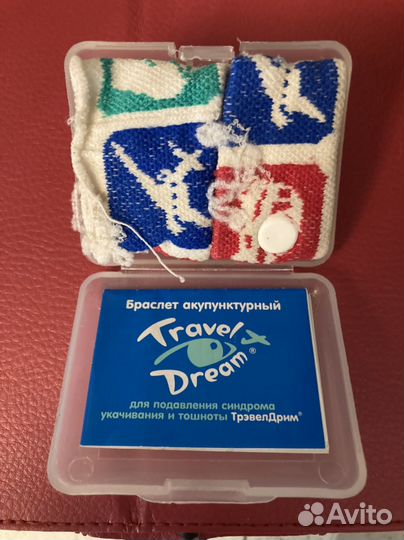 Браслет акупунктурный
Travel
Dream®
для подавления синдрома
укачивания и тошноты ТрэвелДрим®
Avito